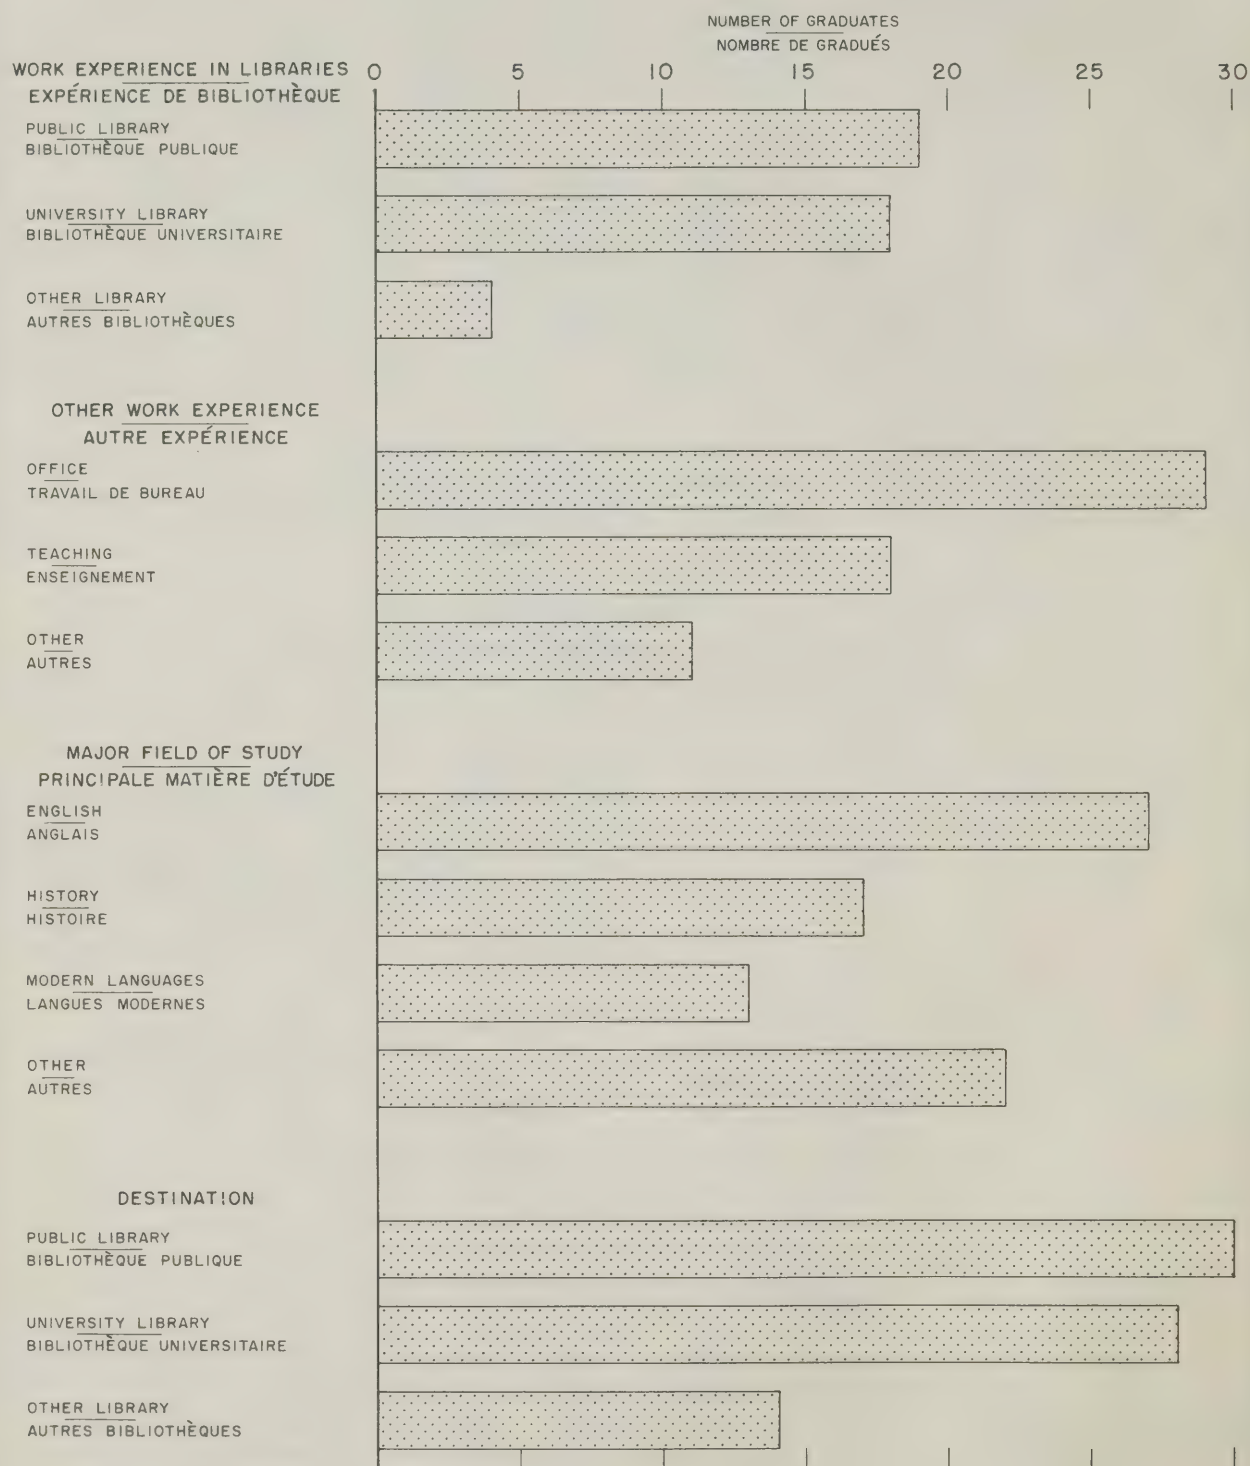 NUMBER OF GRADUATES
NOMBRE DE GRADUÉS
WORK EXPERIENCE IN LIBRARIES
EXPÉRIENCE DE BIBLIOTHÈQUE
0 5 10 15 20 25 30
PUBLIC LIBRARY
BIBLIOTHÈQUE PUBLIQUE
UNIVERSITY LIBRARY
BIBLIOTHÈQUE UNIVERSITAIRE
OTHER LIBRARY
AUTRES BIBLIOTHÈQUES
OTHER WORK EXPERIENCE
AUTRE EXPÉRIENCE
OFFICE
TRAVAIL DE BUREAU
TEACHING
ENSEIGNEMENT
OTHER
AUTRES
MAJOR FIELD OF STUDY
PRINCIPALE MATIÈRE D'ÉTUDE
ENGLISH
ANGLAIS
HISTORY
HISTOIRE
MODERN LANGUAGES
LANGUES MODERNES
OTHER
AUTRES
DESTINATION
PUBLIC LIBRARY
BIBLIOTHÈQUE PUBLIQUE
UNIVERSITY LIBRARY
BIBLIOTHÈQUE UNIVERSITAIRE
OTHER LIBRARY
AUTRES BIBLIOTHÈQUES